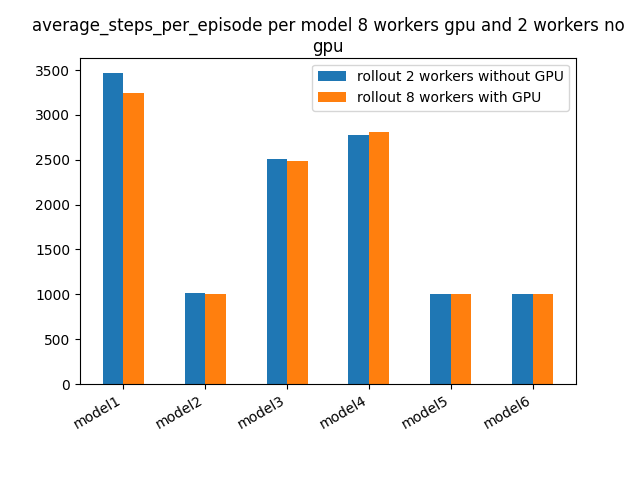 average_steps_per_episode per model 8 workers gpu and 2 workers no
gpu
rollout 2 workers without GPU
rollout 8 workers with GPU
3500
3000
2500
2000
1500
1000
500
0
model1
model2
model3
model4
model5
model6